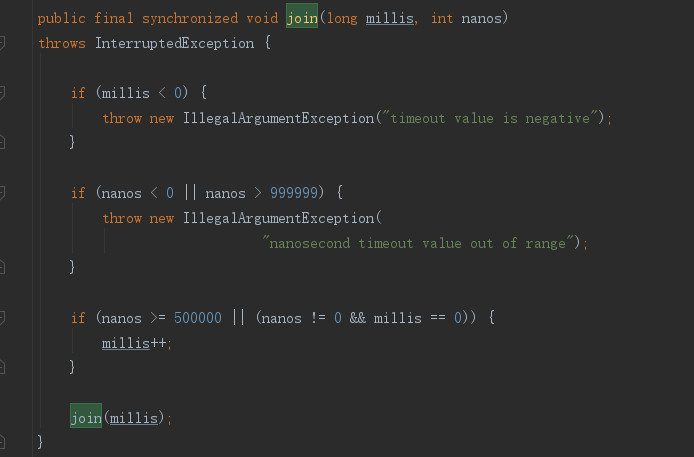 public final synchronized void join(long millis, int nanos)
throws InterruptedException {
if (millis < 0) {
throw new IllegalArgumentException("timeout value is negative");
}
if (nanos < 0 || nanos > 999999) {
throw new IllegalArgumentException(
"nanosecond timeout value out of range");
}
if (nanos >= 500000 || (nanos != 0 && millis == 0)) {
millis++;
}
join(millis);
}